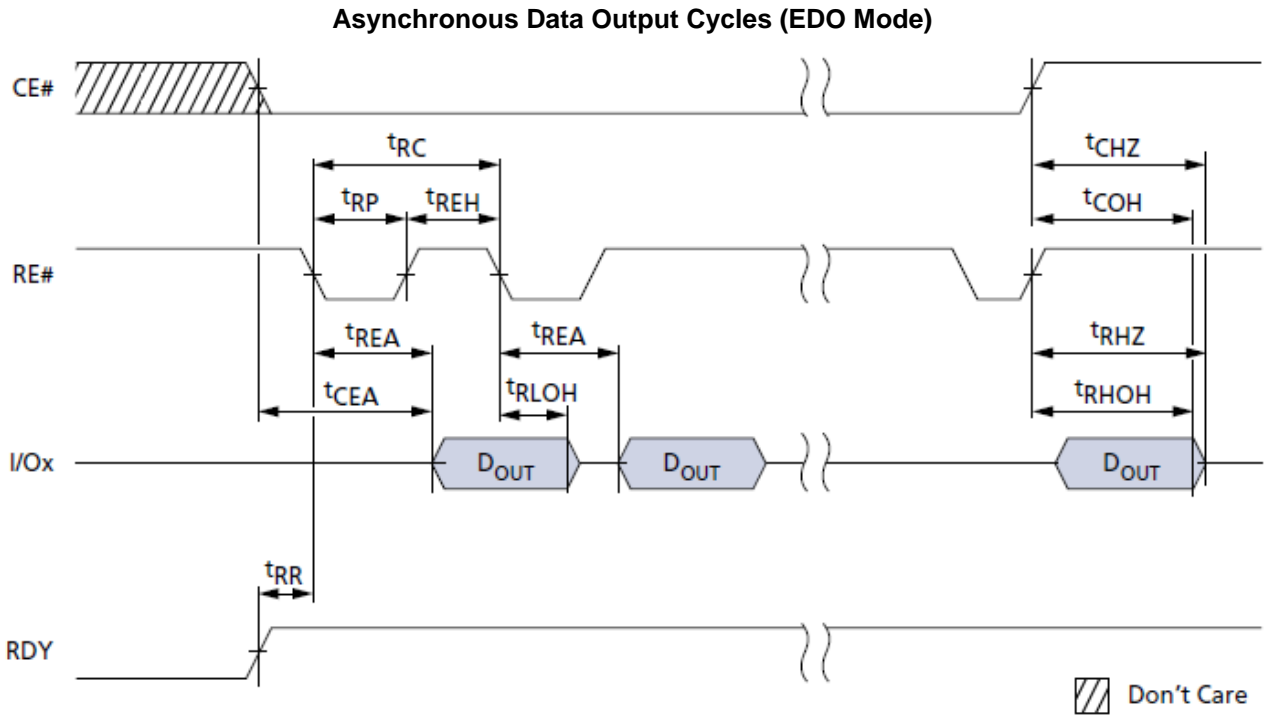 Asynchronous Data Output Cycles (EDO Mode)
CE#
tRC
tCHZ
tRP
tREH
tCOH
RE#
tREA
tREA
tRHZ
tCEA
tRLOH
tRHOH
I/Ox
DOUT
DOUT
DOUT
tRR
RDY
Don't Care